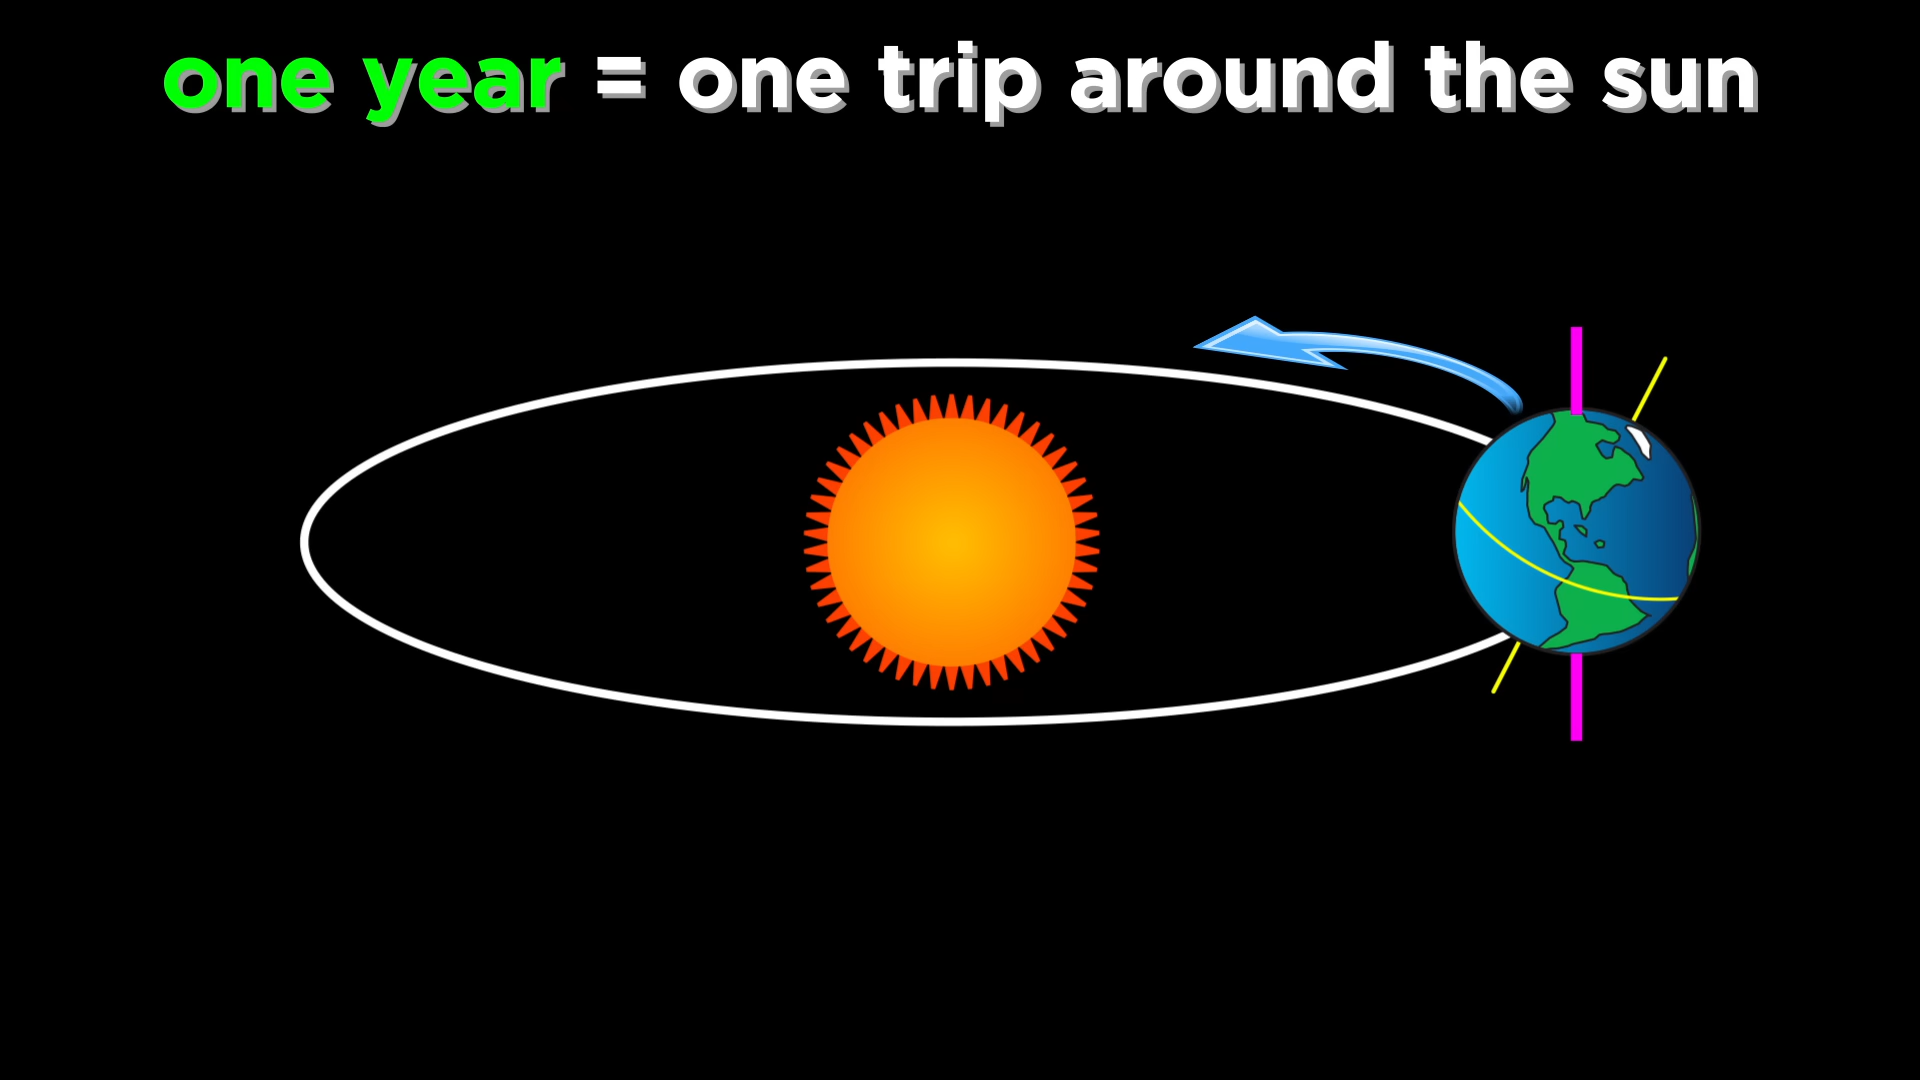 one year = one trip around the sun